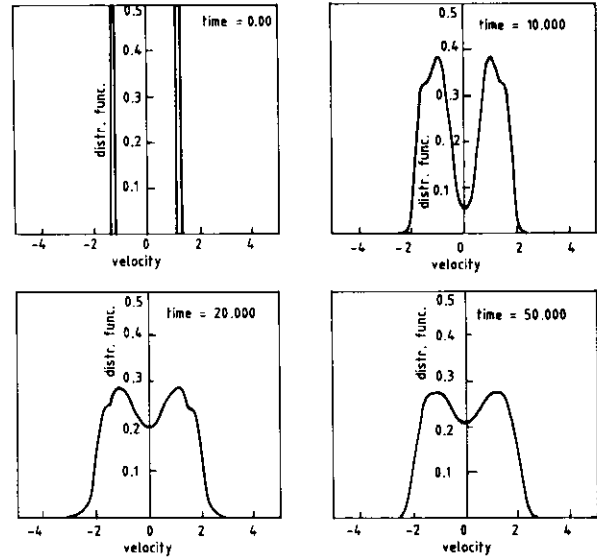 0.5
time = 0.00
0.4
0.3
distr. func.
0.2
0.1
-4 -2 0 2 4
velocity
0.5
time = 10.000
0.4
0.3
0.2
distr. func.
0.1
-4 -2 0 2 4
velocity
0.5
time = 20.000
distr. func.
0.4
0.3
0.2
0.1
-4 -2 0 2 4
velocity
0.5
time = 50.000
distr. func.
0.4
0.3
0.2
0.1
-4 -2 0 2 4
velocity